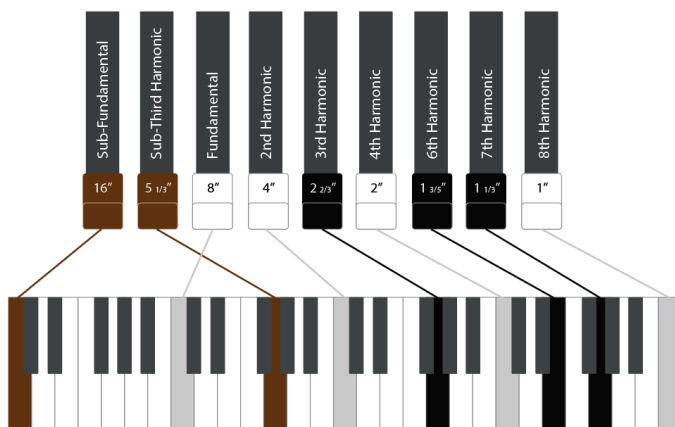 Sub-Fundamental
Sub-Third Harmonic
Fundamental
2nd Harmonic
3rd Harmonic
4th Harmonic
6th Harmonic
7th Harmonic
8th Harmonic
16”
5 1/3”
8”
4”
2 2/3”
2”
1 3/5”
1 1/3”
1”